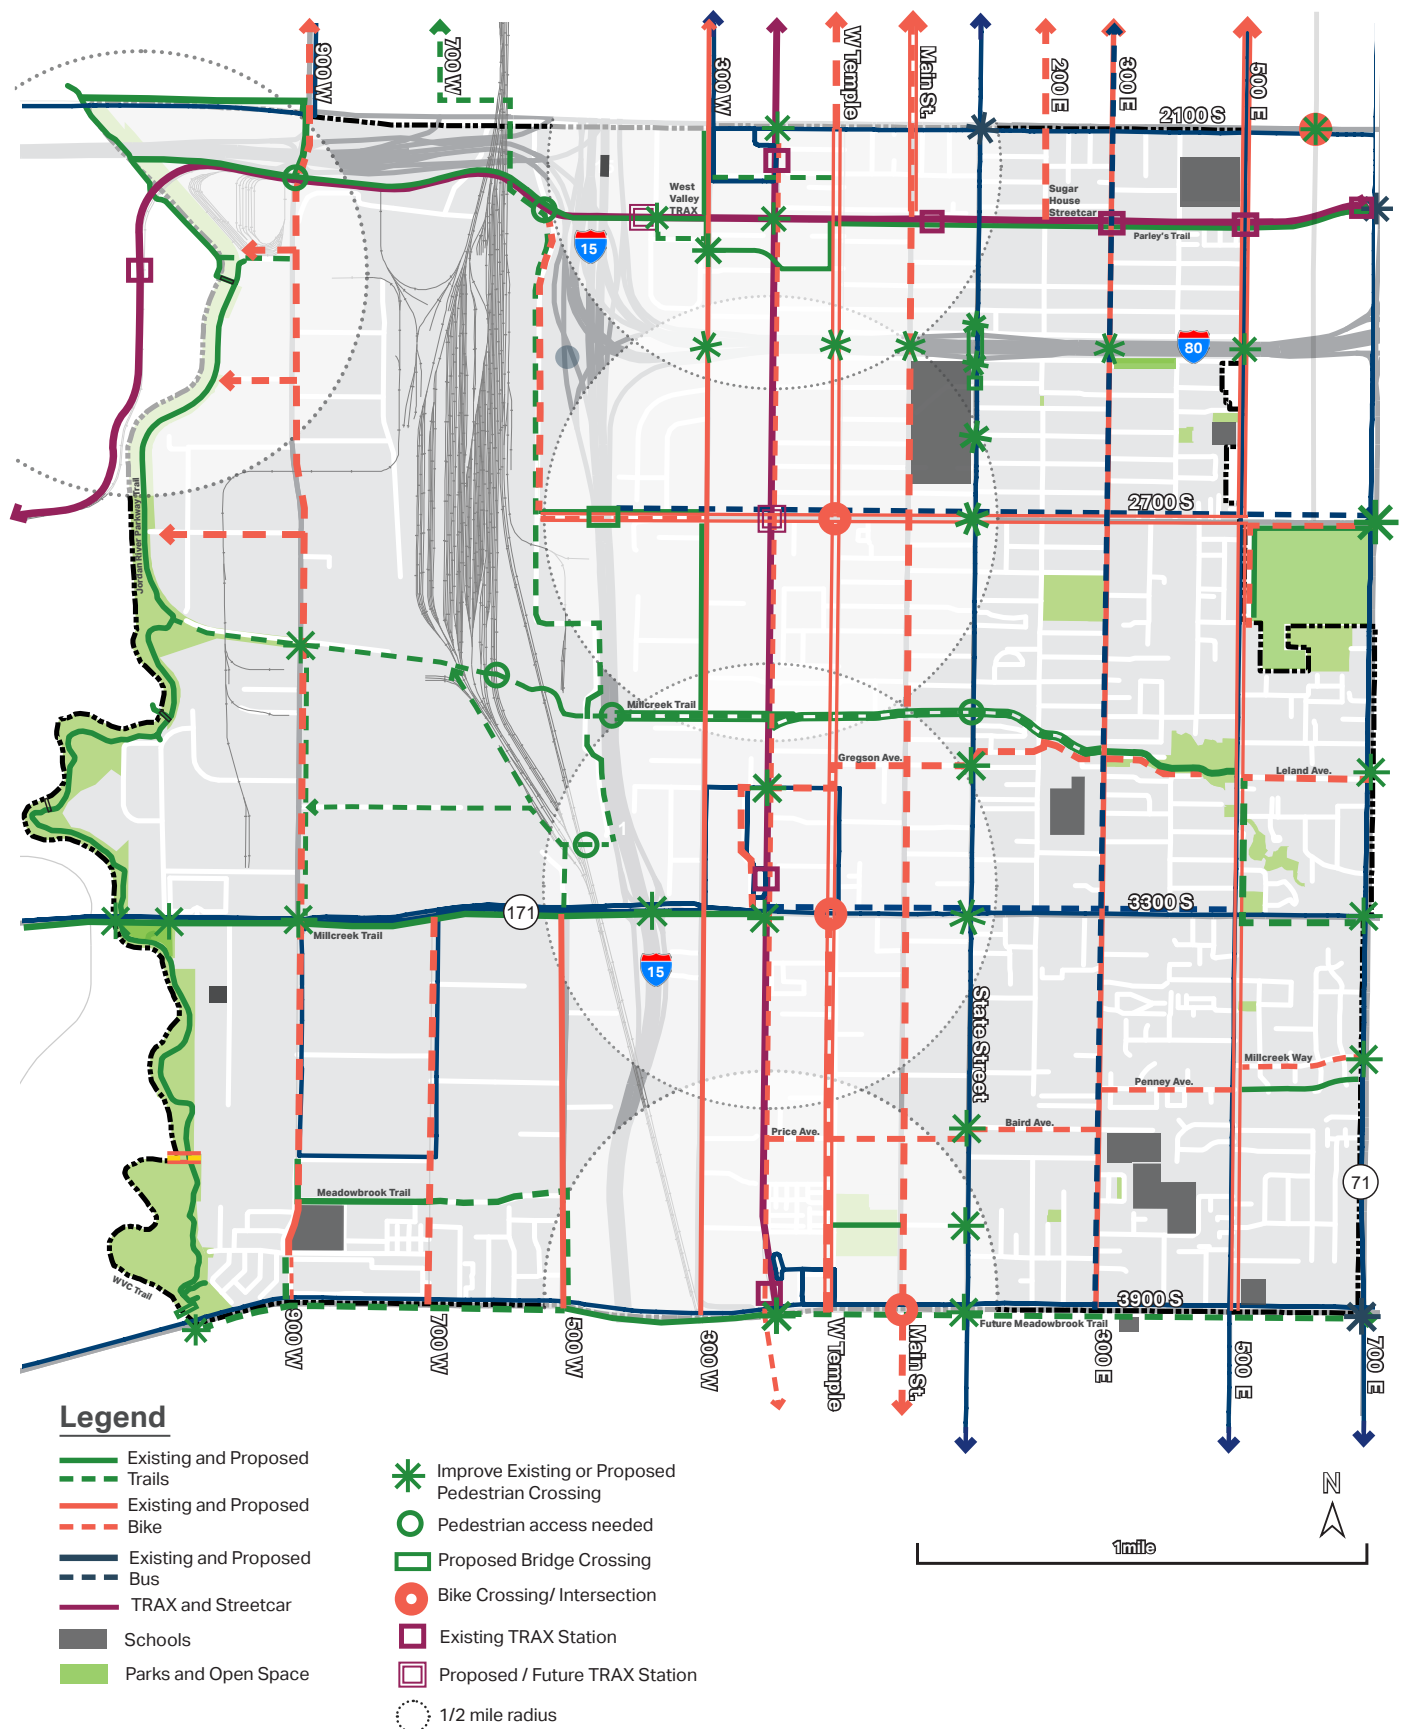 900 W
700 W
300 W
W Temple
Main St.
200 E
300 E
500 E
2100 S
West
Valley
TRAX
Sugar
House
Streetcar
Parley's Trail
15
80
2700 S
Jordan River Parkway Trail
Millcreek Trail
Gregson Ave.
Leland Ave.
1
171
3300 S
Millcreek Trail
15
State Street
Millcreek Way
Penney Ave.
Baird Ave.
Price Ave.
71
Meadowbrook Trail
WVC Trail
3900 S
Future Meadowbrook Trail
900 W
700 W
500 W
300 W
W Temple
Main St.
300 E
500 E
700 E
Legend
Existing and Proposed
Trails
Existing and Proposed
Bike
Existing and Proposed
Bus
TRAX and Streetcar
Schools
Parks and Open Space
Improve Existing or Proposed
Pedestrian Crossing
Pedestrian access needed
Proposed Bridge Crossing
Bike Crossing/ Intersection
Existing TRAX Station
Proposed / Future TRAX Station
1/2 mile radius
N
1mile